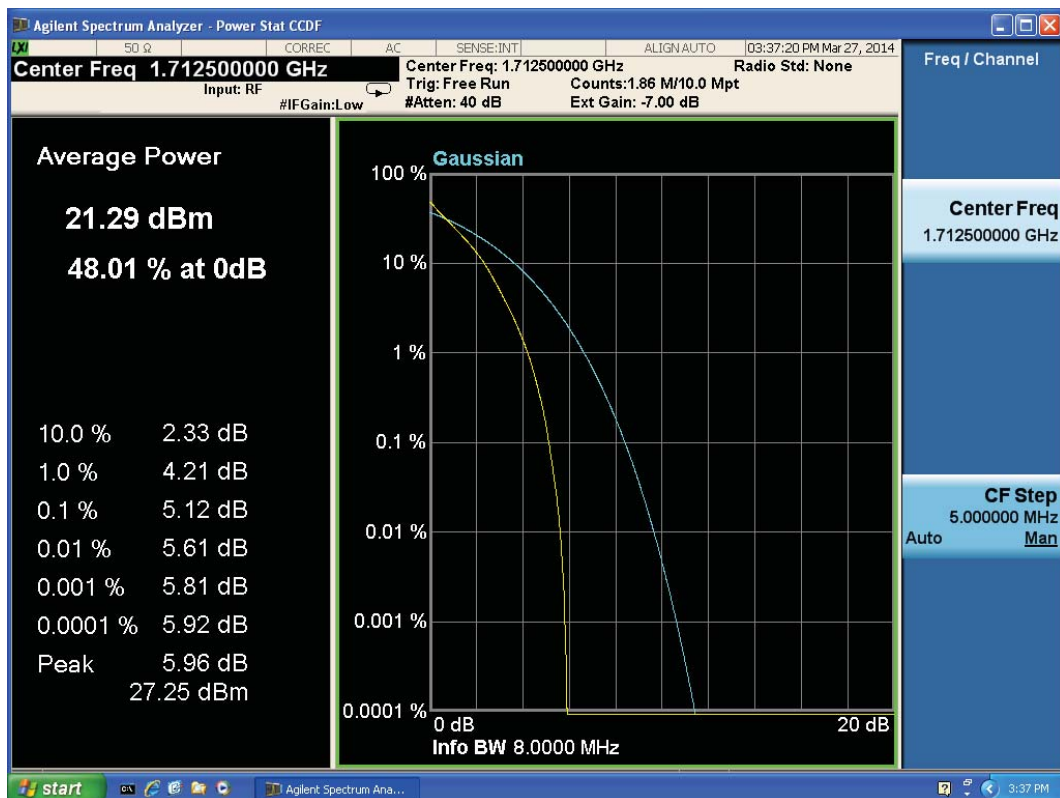 Agilent Spectrum Analyzer - Power Stat CCDF
LXI 50 Ω CORREC AC SENSE:INT ALIGNAUTO 03:37:20 PM Mar 27, 2014
Center Freq 1.712500000 GHz
Input: RF
#IFGain:Low
Center Freq: 1.712500000 GHz
Radio Std: None
Trig: Free Run
Counts:1.86 M/10.0 Mpt
#Atten: 40 dB
Ext Gain: -7.00 dB
Average Power
21.29 dBm
48.01 % at 0dB
10.0 % 2.33 dB
1.0 % 4.21 dB
0.1 % 5.12 dB
0.01 % 5.61 dB
0.001 % 5.81 dB
0.0001 % 5.92 dB
Peak 5.96 dB
27.25 dBm
Gaussian
100 %
10 %
1 %
0.1 %
0.01 %
0.001 %
0.0001 %
0 dB
20 dB
Info BW 8.0000 MHz
Freq / Channel
Center Freq
1.712500000 GHz
CF Step
5.000000 MHz
Auto Man
start
Agilent Spectrum Ana...
3:37 PM